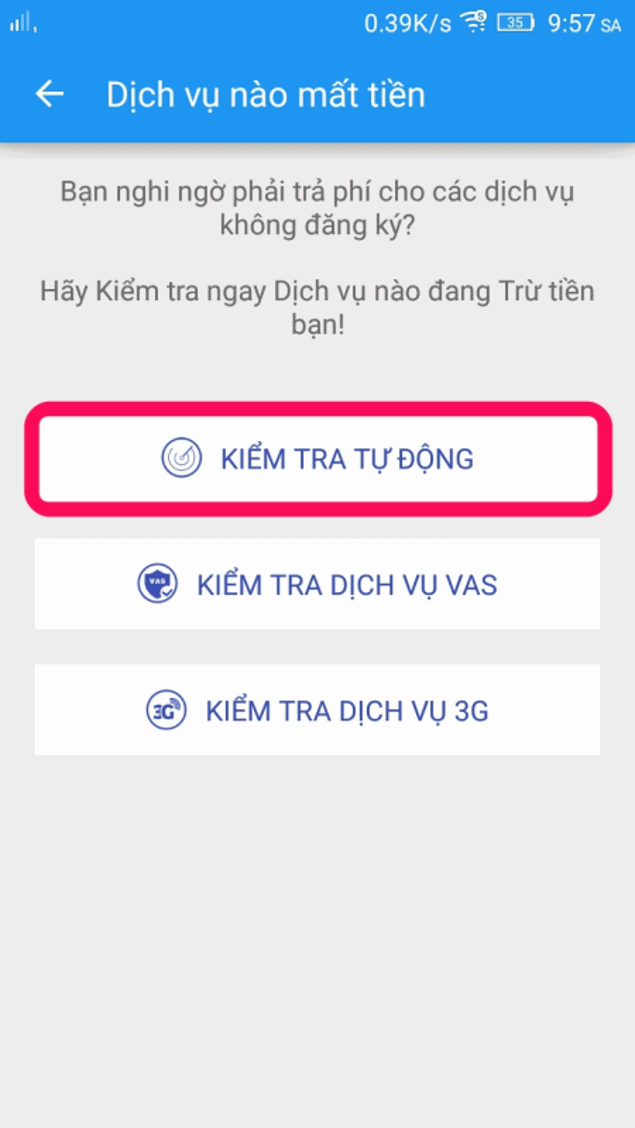 0.39K/s 35 9:57 SA
Dịch vụ nào mất tiền
Bạn nghi ngờ phải trả phí cho các dịch vụ
không đăng ký?
Hãy Kiểm tra ngay Dịch vụ nào đang Trừ tiền
bạn!
KIỂM TRA TỰ ĐỘNG
VAS KIỂM TRA DỊCH VỤ VAS
3G KIỂM TRA DỊCH VỤ 3G